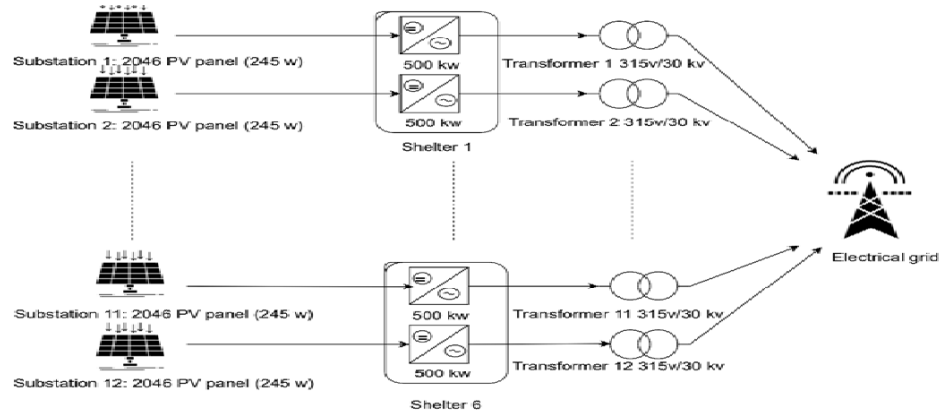 Substation 1: 2046 PV panel (245 w)
500 kw
Transformer 1 315v/30 kv
Substation 2: 2046 PV panel (245 w)
500 kw
Transformer 2 315v/30 kv
Shelter 1
Electrical grid
Substation 11: 2046 PV panel (245 w)
500 kw
Transformer 11 315v/30 kv
Substation 12: 2046 PV panel (245 w)
500 kw
Transformer 12 315v/30 kv
Shelter 6